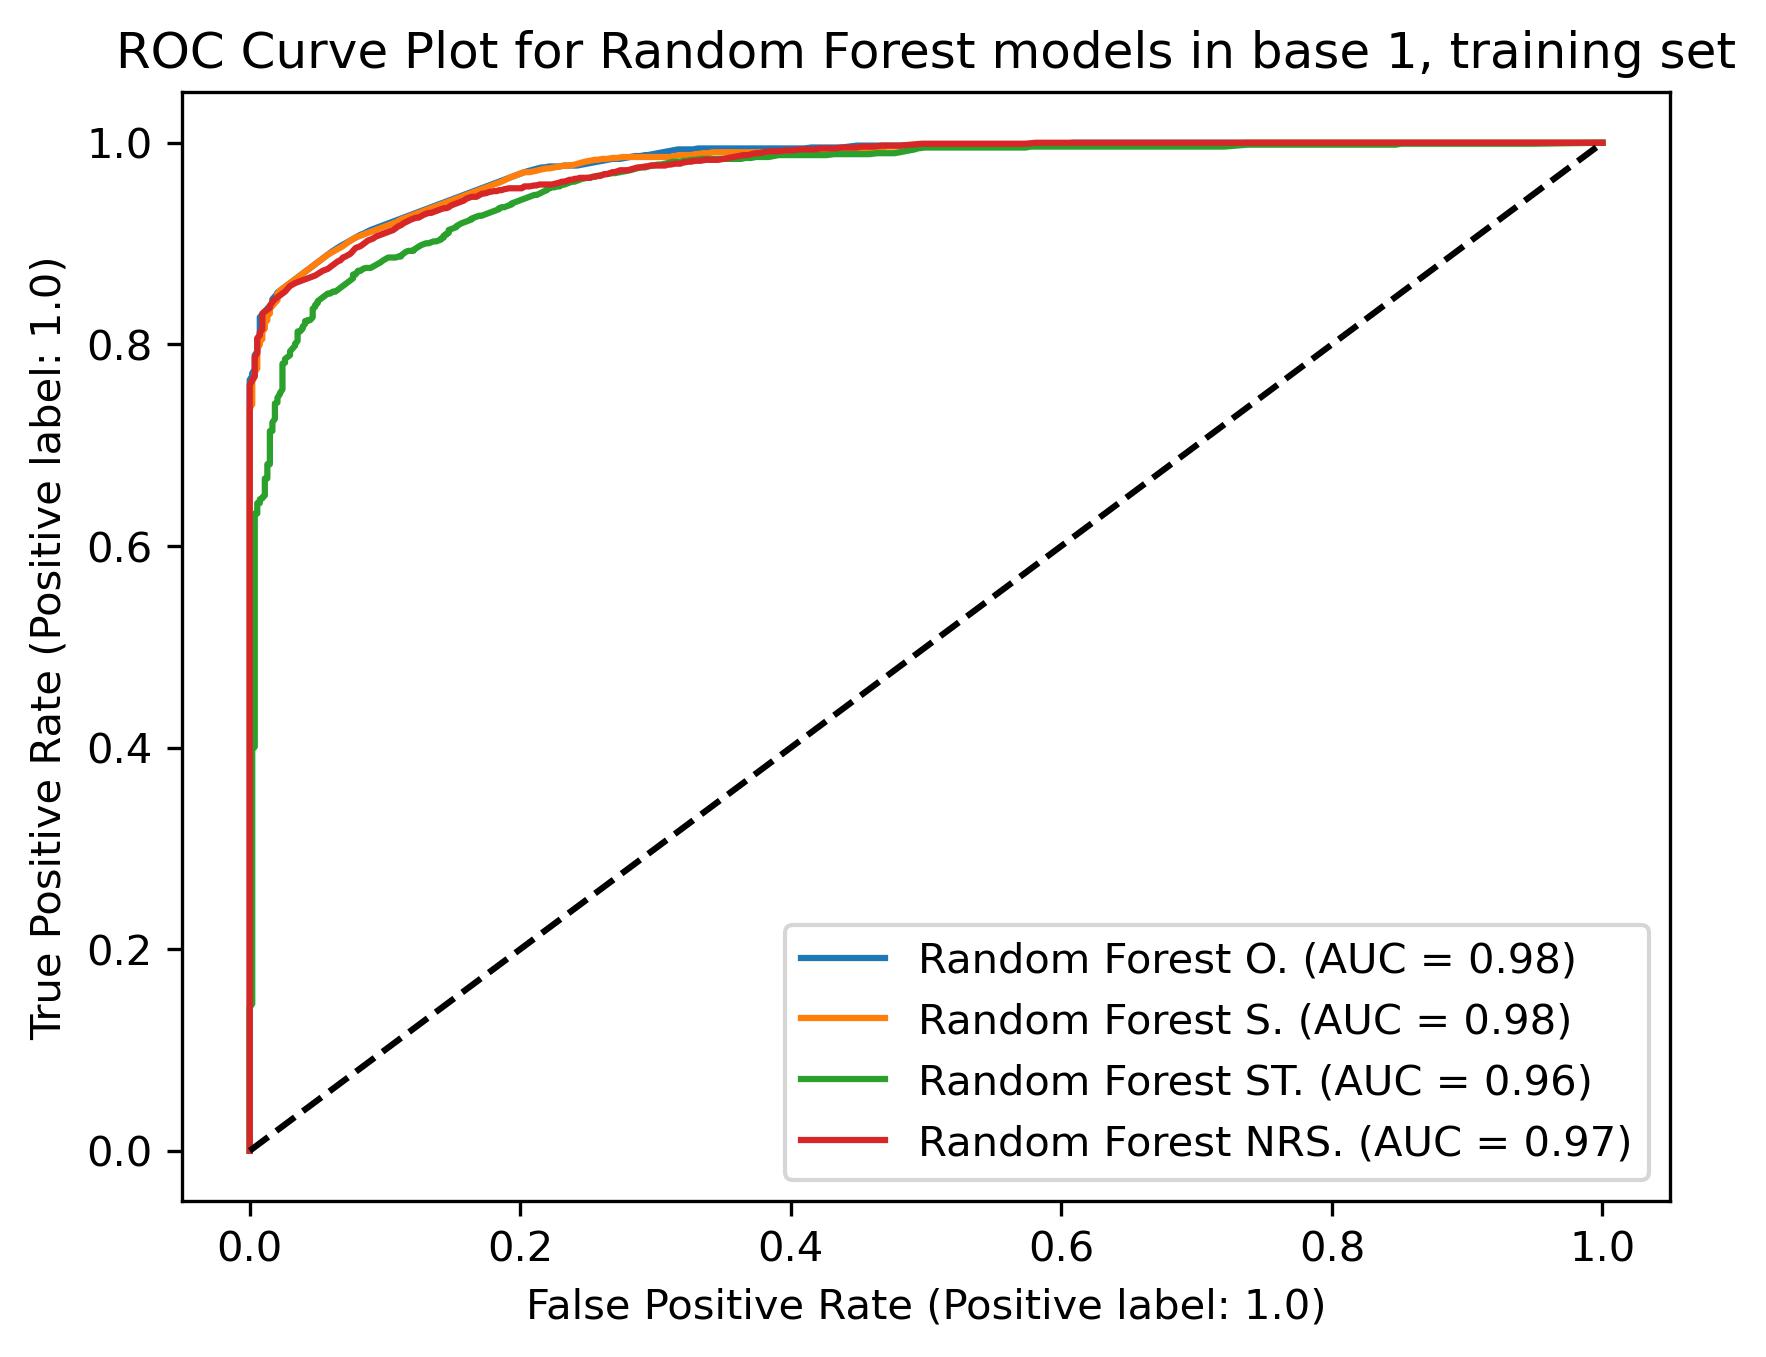 ROC Curve Plot for Random Forest models in base 1, training set
True Positive Rate (Positive label: 1.0)
1.0
0.8
0.6
0.4
0.2
0.0
Random Forest O. (AUC = 0.98)
Random Forest S. (AUC = 0.98)
Random Forest ST. (AUC = 0.96)
Random Forest NRS. (AUC = 0.97)
0.0 0.2 0.4 0.6 0.8 1.0
False Positive Rate (Positive label: 1.0)